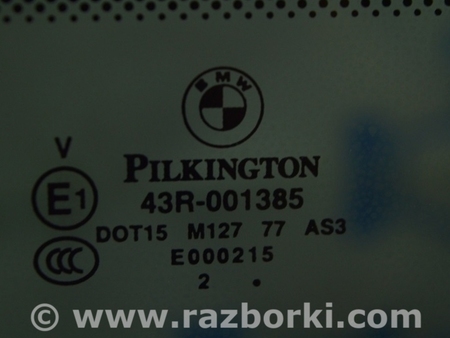 BMW
PILKINGTON
V
E1
43R-001385
DOT15 M127 77 AS3
CCC
E000215
2 .
© www.razborki.com